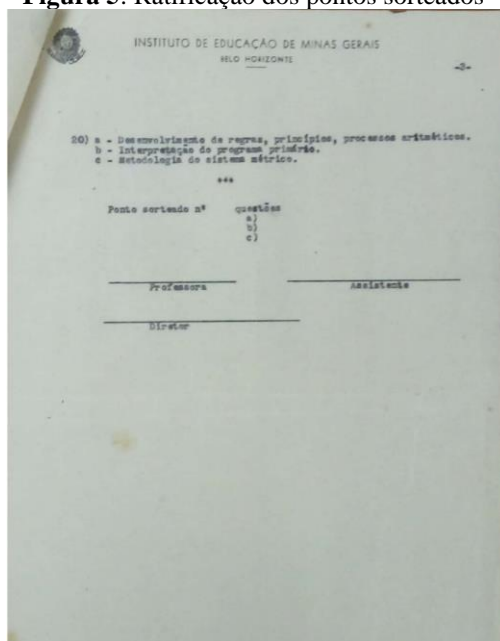 Figura 5: Ratificação dos pontos sorteados
INSTITUTO DE EDUCAÇÃO DE MINAS GERAIS
BELO HORIZONTE
-3-
20) a - Desenvolvimento de regras, princípios, processos aritméticos.
b - Interpretação do programa primário.
c - Metodologia do sistema métrico.
***
Ponto sorteado nº questões
a)
b)
c)
Professora Assistente
Diretor